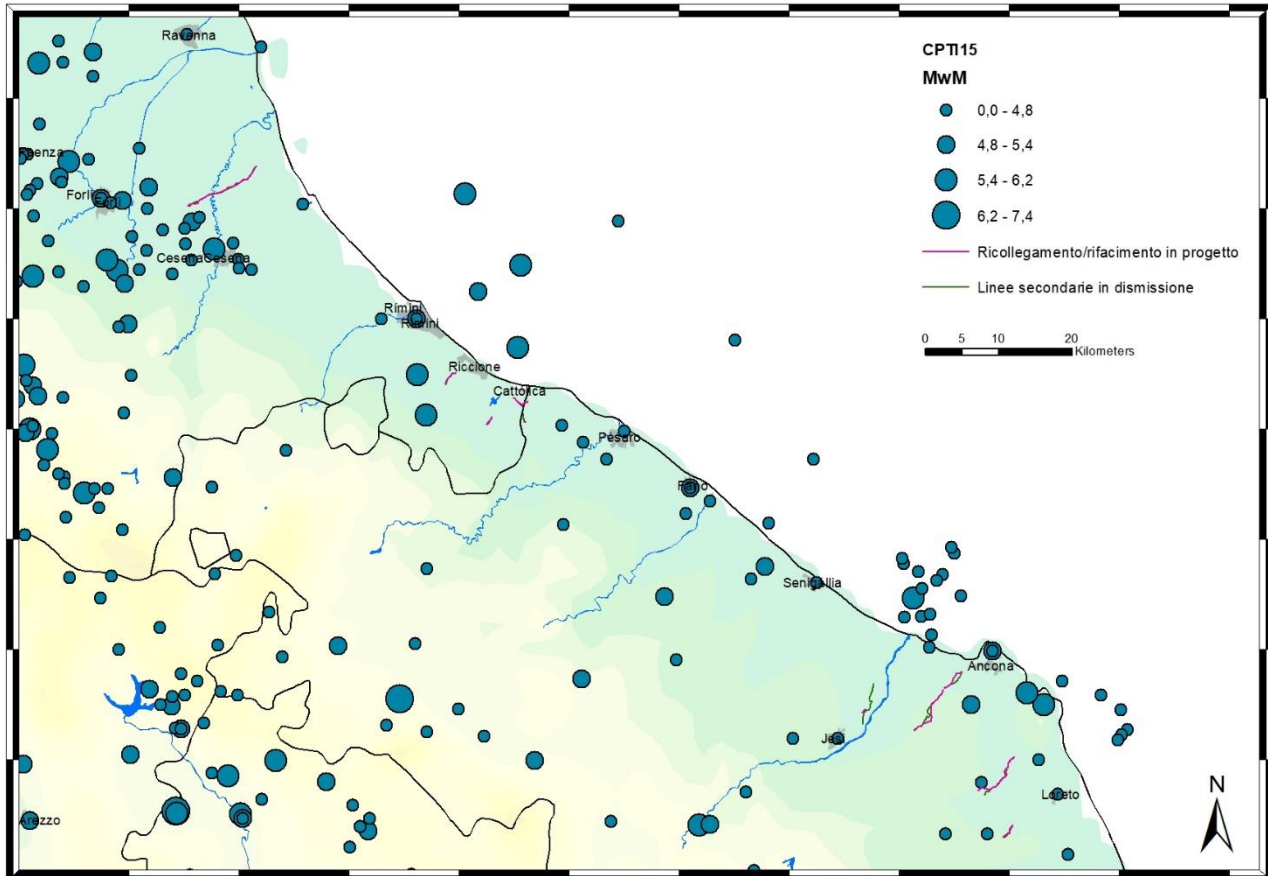 CPTI15
MwM
0,0 - 4,8
4,8 - 5,4
5,4 - 6,2
6,2 - 7,4
Ricollegamento/rifacimento in progetto
Linee secondarie in dismissione
0 5 10 20
Kilometers
Ravenna
Forlì
Cesena Cesena
Rimini
Rimini
Riccione
Cattolica
Pesaro
Fano
Senigallia
Ancona
Jesi
Loreto
Arezzo
N